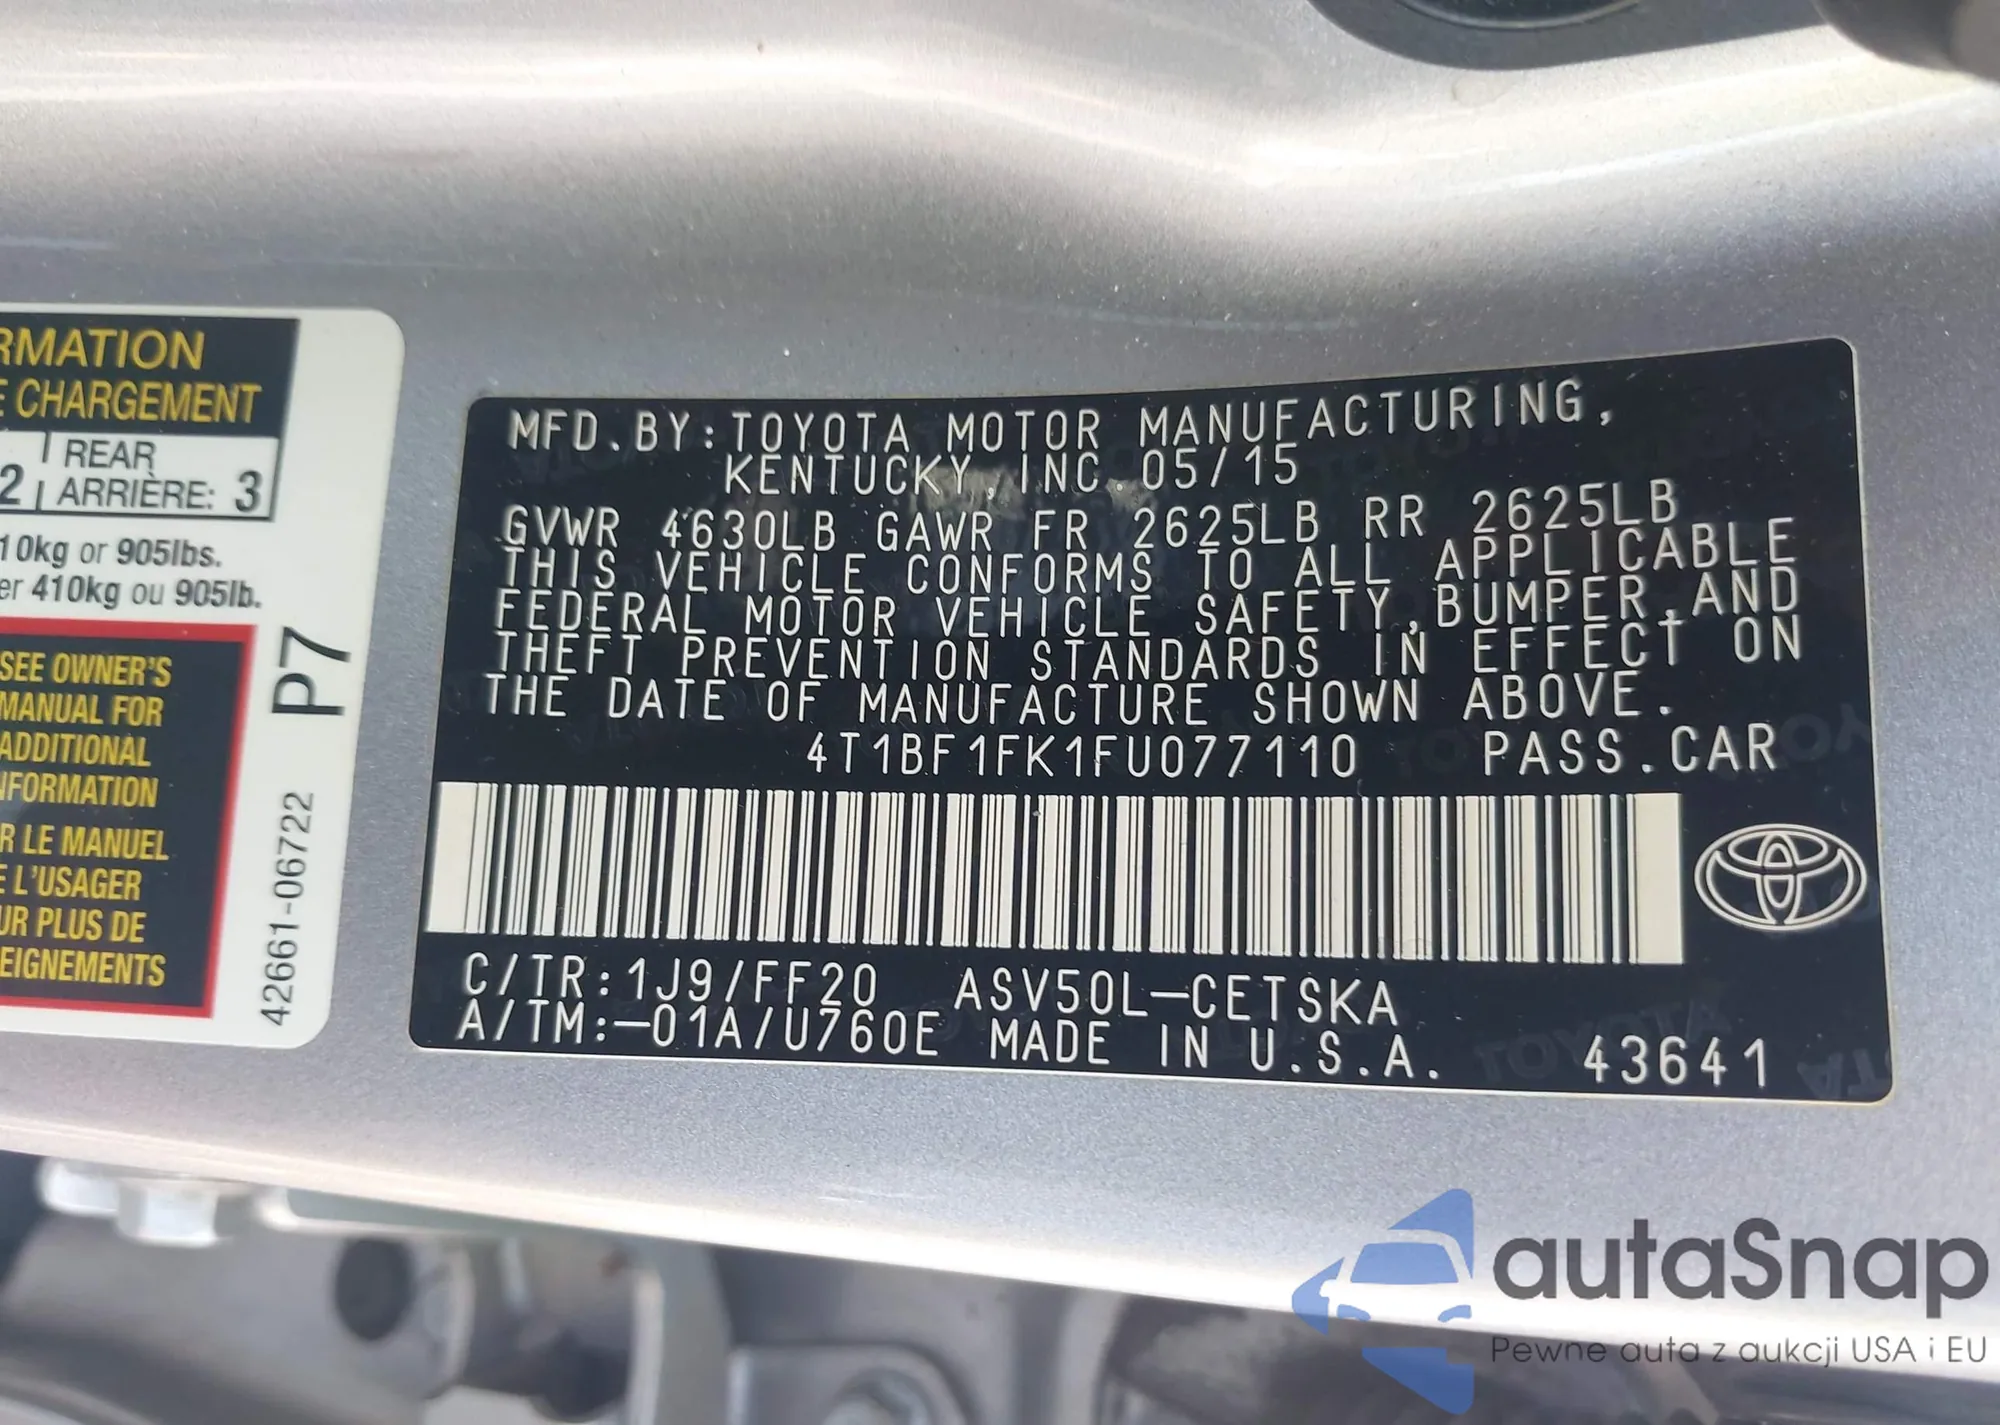 RMATION
E CHARGEMENT
2 | REAR
ARRIÈRE: 3
10kg or 905lbs.
er 410kg ou 905lb.
SEE OWNER'S
MANUAL FOR
ADDITIONAL
NFORMATION
R LE MANUEL
E L'USAGER
UR PLUS DE
EIGNEMENTS
P7
42661-06722
MFD.BY:TOYOTA MOTOR MANUFACTURING,
KENTUCKY,INC. 05/15
GVWR 4630LB GAWR FR 2625LB RR 2625LB
THIS VEHICLE CONFORMS TO ALL APPLICABLE
FEDERAL MOTOR VEHICLE SAFETY,BUMPER,AND
THEFT PREVENTION STANDARDS IN EFFECT ON
THE DATE OF MANUFACTURE SHOWN ABOVE.
4T1BF1FK1FU077110 PASS.CAR
C/TR:1J9/FF20 ASV50L-CETSKA
A/TM:-01A/U760E MADE IN U.S.A. 43641
autaSnap
Pewne auta z aukcji USA i EU